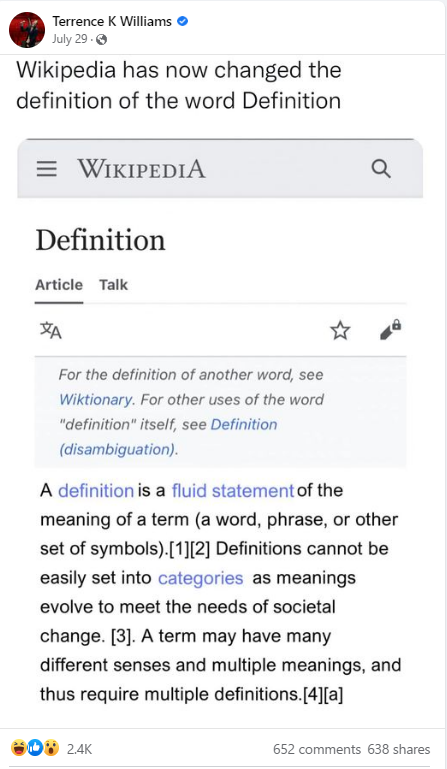 Terrence K Williams
July 29 ·
Wikipedia has now changed the
definition of the word Definition
WIKIPEDIA
Definition
Article Talk
文A
For the definition of another word, see
Wiktionary. For other uses of the word
"definition" itself, see Definition
(disambiguation).
A definition is a fluid statement of the
meaning of a term (a word, phrase, or other
set of symbols).[1][2] Definitions cannot be
easily set into categories as meanings
evolve to meet the needs of societal
change. [3]. A term may have many
different senses and multiple meanings, and
thus require multiple definitions.[4][a]
2.4K 652 comments 638 shares